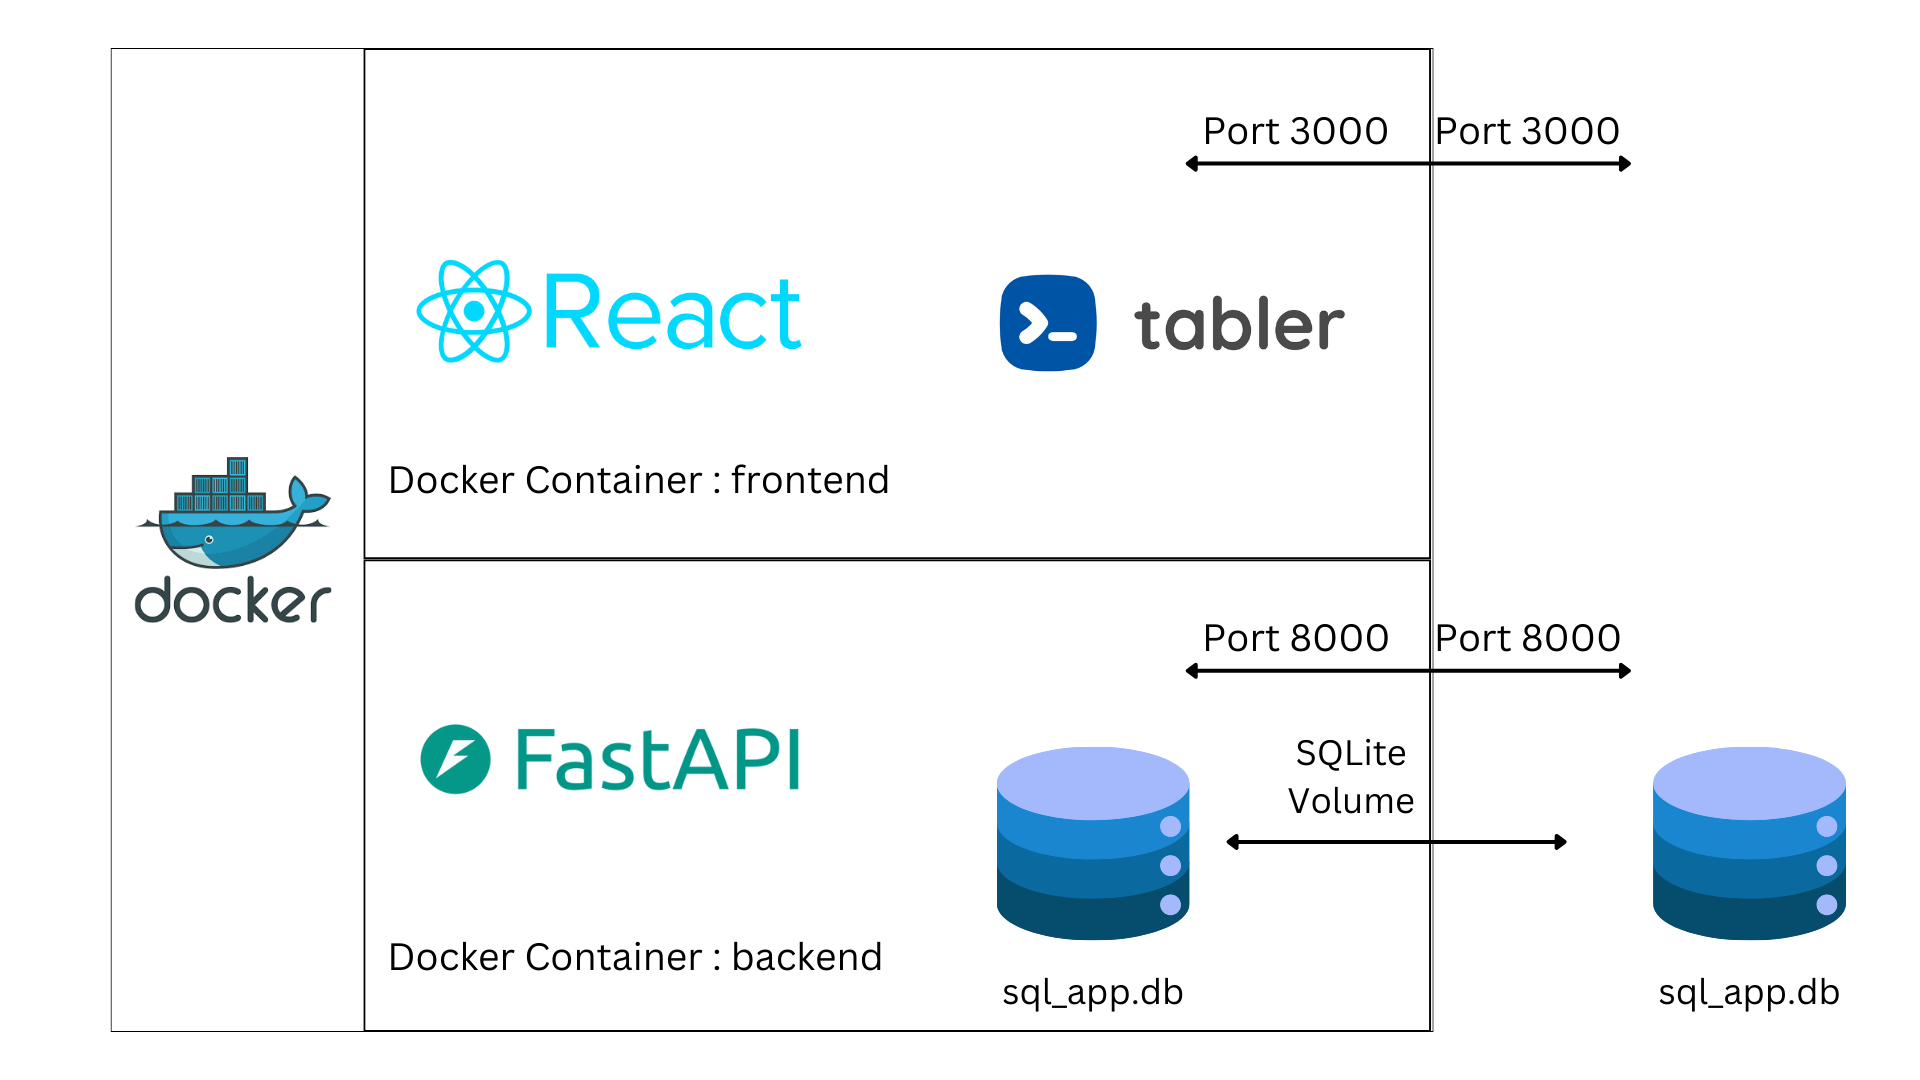 Port 3000 Port 3000
React
tabler
Docker Container : frontend
docker
Port 8000 Port 8000
FastAPI
SQLite
Volume
Docker Container : backend
sql_app.db sql_app.db